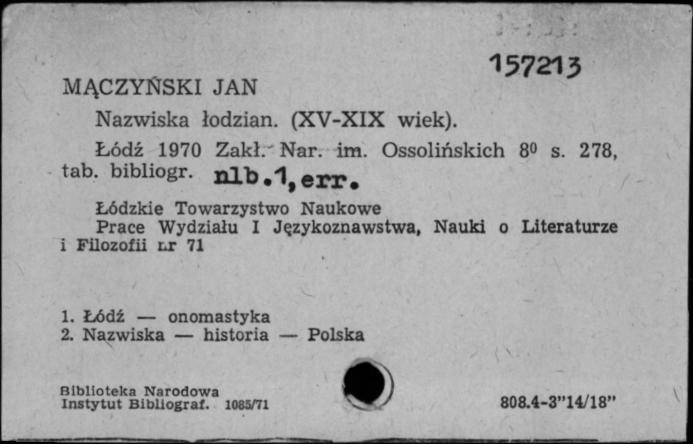 157213
MĄCZYŃSKI JAN
Nazwiska łodzian. (XV-XIX wiek).
Łódź 1970 Zakł. Nar. im. Ossolińskich 8⁰ s. 278,
tab. bibliogr. nlb.1, err.
Łódzkie Towarzystwo Naukowe
Prace Wydziału I Językoznawstwa, Nauki o Literaturze
i Filozofii nr 71
1. Łódź — onomastyka
2. Nazwiska — historia — Polska
Biblioteka Narodowa
Instytut Bibliograf. 1085/71
808.4-3”14/18”